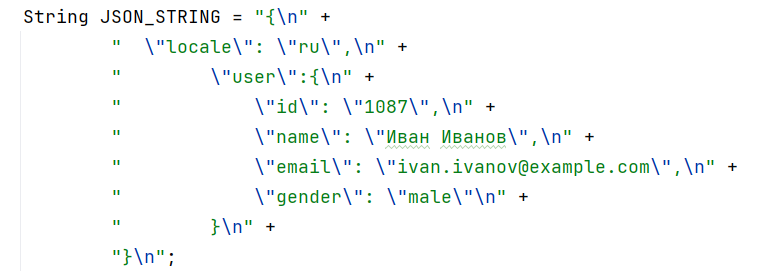 String JSON_STRING = "{\n" +
"  \"locale\": \"ru\",\n" +
"        \"user\":{\n" +
"            \"id\": \"1087\",\n" +
"            \"name\": \"Иван Иванов\",\n" +
"            \"email\": \"ivan.ivanov@example.com\",\n" +
"            \"gender\": \"male\"\n" +
"        }\n" +
"}\n";